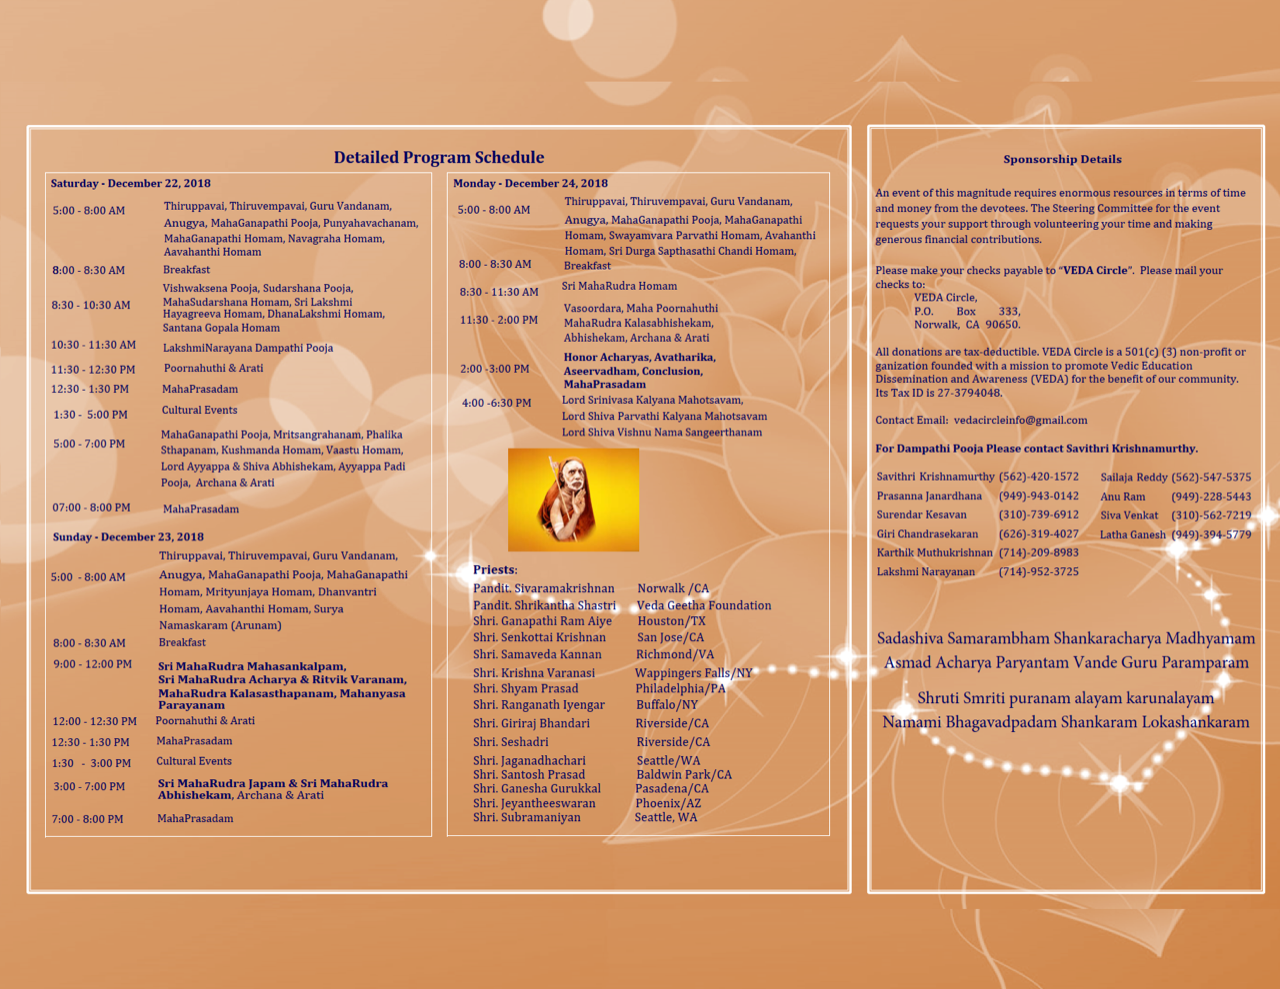 Detailed Program Schedule
Saturday - December 22, 2018
5:00 - 8:00 AM Thiruppavai, Thiruvempavai, Guru Vandanam,
Anugya, MahaGanapathi Pooja, Punyahavachanam,
MahaGanapathi Homam, Navagraha Homam,
Aavahanthi Homam
8:00 - 8:30 AM Breakfast
Vishwaksena Pooja, Sudarshana Pooja,
8:30 - 10:30 AM MahaSudarshana Homam, Sri Lakshmi
Hayagreeva Homam, DhanaLakshmi Homam,
Santana Gopala Homam
10:30 - 11:30 AM LakshmiNarayana Dampathi Pooja
11:30 - 12:30 PM Poornahuthi & Arati
12:30 - 1:30 PM MahaPrasadam
1:30 - 5:00 PM Cultural Events
5:00 - 7:00 PM MahaGanapathi Pooja, Mritsangrahanam, Phalika
Sthapanam, Kushmanda Homam, Vaastu Homam,
Lord Ayyappa & Shiva Abhishekam, Ayyappa Padi
Pooja, Archana & Arati
07:00 - 8:00 PM MahaPrasadam
Sunday - December 23, 2018
Thiruppavai, Thiruvempavai, Guru Vandanam,
5:00 - 8:00 AM Anugya, MahaGanapathi Pooja, MahaGanapathi
Homam, Mrityunjaya Homam, Dhanvantri
Homam, Aavahanthi Homam, Surya
Namaskaram (Arunam)
8:00 - 8:30 AM Breakfast
9:00 - 12:00 PM Sri MahaRudra Mahasankalpam,
Sri MahaRudra Acharya & Ritvik Varanam,
MahaRudra Kalasasthapanam, Mahanyasa
Parayanam
12:00 - 12:30 PM Poornahuthi & Arati
12:30 - 1:30 PM MahaPrasadam
1:30 - 3:00 PM Cultural Events
3:00 - 7:00 PM Sri MahaRudra Japam & Sri MahaRudra
Abhishekam, Archana & Arati
7:00 - 8:00 PM MahaPrasadam
Monday - December 24, 2018
5:00 - 8:00 AM Thiruppavai, Thiruvempavai, Guru Vandanam,
Anugya, MahaGanapathi Pooja, MahaGanapathi
Homam, Swayamvara Parvathi Homam, Avahanthi
Homam, Sri Durga Sapthasathi Chandi Homam,
8:00 - 8:30 AM Breakfast
8:30 - 11:30 AM Sri MahaRudra Homam
11:30 - 2:00 PM Vasoordara, Maha Poornahuthi
MahaRudra Kalasabhishekam,
Abhishekam, Archana & Arati
2:00 -3:00 PM Honor Acharyas, Avatharika,
Aseervadham, Conclusion,
MahaPrasadam
4:00 -6:30 PM Lord Srinivasa Kalyana Mahotsavam,
Lord Shiva Parvathi Kalyana Mahotsavam
Lord Shiva Vishnu Nama Sangeerthanam
Priests:
Pandit. Sivaramakrishnan Norwalk /CA
Pandit. Shrikantha Shastri Veda Geetha Foundation
Shri. Ganapathi Ram Aiye Houston/TX
Shri. Senkottai Krishnan San Jose/CA
Shri. Samaveda Kannan Richmond/VA
Shri. Krishna Varanasi Wappingers Falls/NY
Shri. Shyam Prasad Philadelphia/PA
Shri. Ranganath Iyengar Buffalo/NY
Shri. Giriraj Bhandari Riverside/CA
Shri. Seshadri Riverside/CA
Shri. Jaganadhachari Seattle/WA
Shri. Santosh Prasad Baldwin Park/CA
Shri. Ganesha Gurukkal Pasadena/CA
Shri. Jeyantheeswaran Phoenix/AZ
Shri. Subramaniyan Seattle, WA
Sponsorship Details
An event of this magnitude requires enormous resources in terms of time
and money from the devotees. The Steering Committee for the event
requests your support through volunteering your time and making
generous financial contributions.
Please make your checks payable to “VEDA Circle”. Please mail your
checks to:
VEDA Circle,
P.O. Box 333,
Norwalk, CA 90650.
All donations are tax-deductible. VEDA Circle is a 501(c) (3) non-profit or
ganization founded with a mission to promote Vedic Education
Dissemination and Awareness (VEDA) for the benefit of our community.
Its Tax ID is 27-3794048.
Contact Email: vedacircleinfo@gmail.com
For Dampathi Pooja Please contact Savithri Krishnamurthy.
Savithri Krishnamurthy (562)-420-1572 Sailaja Reddy (562)-547-5375
Prasanna Janardhana (949)-943-0142 Anu Ram (949)-228-5443
Surendar Kesavan (310)-739-6912 Siva Venkat (310)-562-7219
Giri Chandrasekaran (626)-319-4027 Latha Ganesh (949)-394-5779
Karthik Muthukrishnan (714)-209-8983
Lakshmi Narayanan (714)-952-3725
Sadashiva Samarambham Shankaracharya Madhyamam
Asmad Acharya Paryantam Vande Guru Paramparam
Shruti Smriti puranam alayam karunalayam
Namami Bhagavadpadam Shankaram Lokashankaram